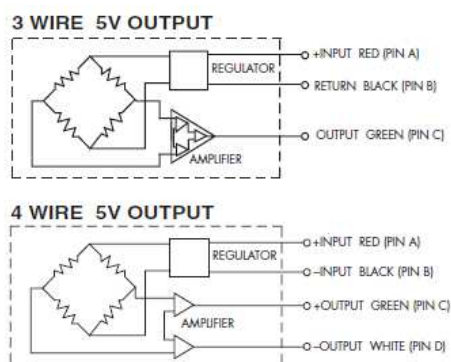 3 WIRE 5V OUTPUT
REGULATOR
+INPUT RED (PIN A)
RETURN BLACK (PIN B)
OUTPUT GREEN (PIN C)
AMPLIFIER
4 WIRE 5V OUTPUT
REGULATOR
+INPUT RED (PIN A)
–INPUT BLACK (PIN B)
+OUTPUT GREEN (PIN C)
AMPLIFIER
–OUTPUT WHITE (PIN D)